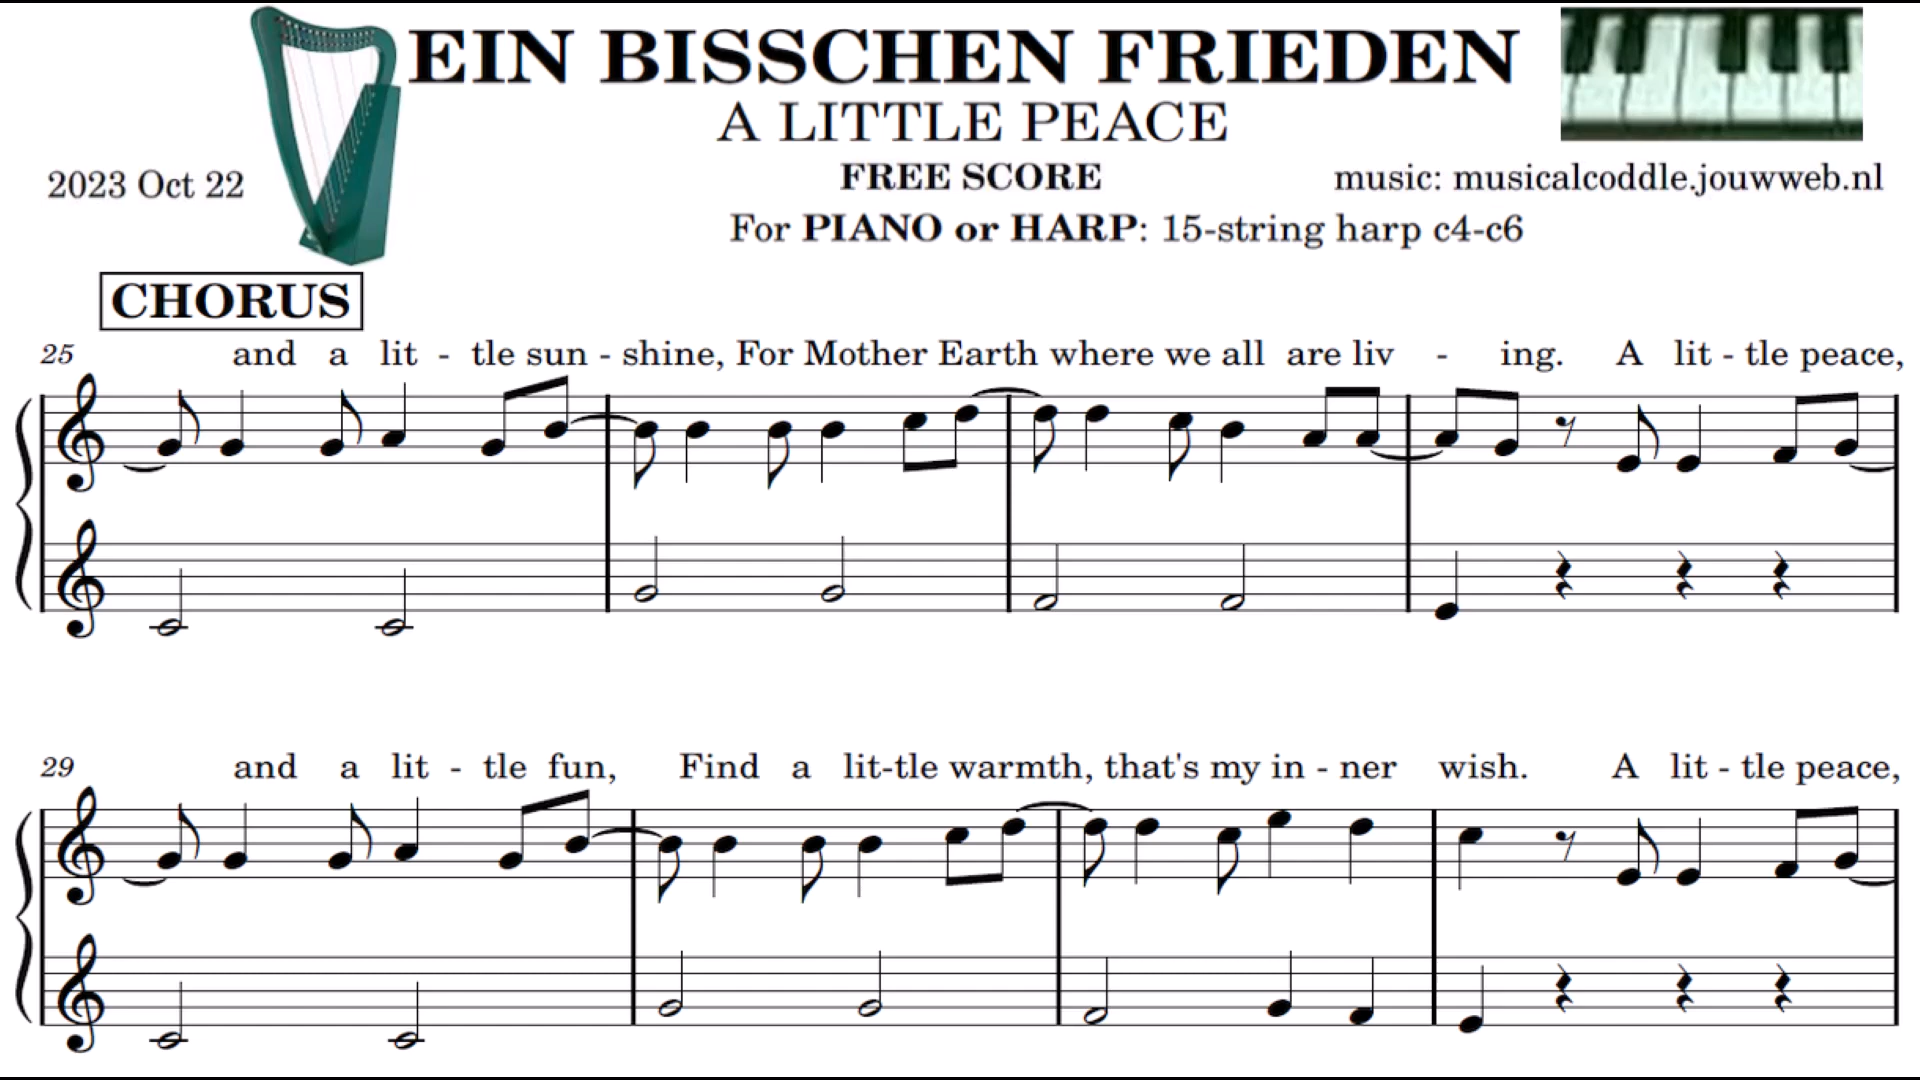 EIN BISSCHEN FRIEDEN
A LITTLE PEACE
FREE SCORE
2023 Oct 22
music: musicalcoddle.jouwweb.nl
For PIANO or HARP: 15-string harp c4-c6
CHORUS
25 and a lit - tle sun - shine, For Mother Earth where we all are liv - ing. A lit - tle peace,
29 and a lit - tle fun, Find a lit-tle warmth, that's my in - ner wish. A lit - tle peace,